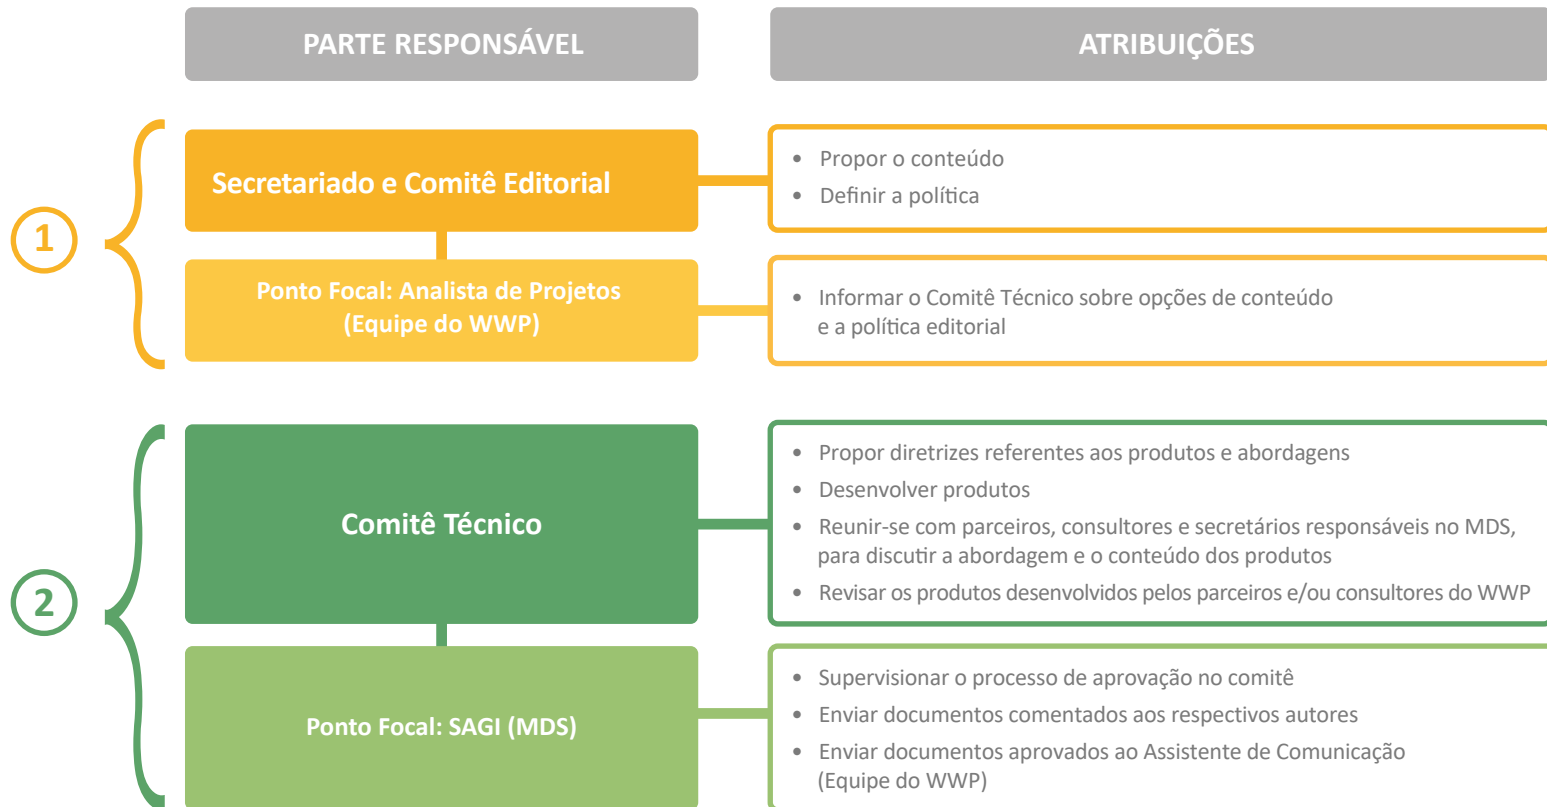 PARTE RESPONSÁVEL
ATRIBUIÇÕES
1
Secretariado e Comitê Editorial
• Propor o conteúdo
• Definir a política
Ponto Focal: Analista de Projetos
(Equipe do WWP)
• Informar o Comitê Técnico sobre opções de conteúdo
e a política editorial
2
Comitê Técnico
• Propor diretrizes referentes aos produtos e abordagens
• Desenvolver produtos
• Reunir-se com parceiros, consultores e secretários responsáveis no MDS,
para discutir a abordagem e o conteúdo dos produtos
• Revisar os produtos desenvolvidos pelos parceiros e/ou consultores do WWP
Ponto Focal: SAGI (MDS)
• Supervisionar o processo de aprovação no comitê
• Enviar documentos comentados aos respectivos autores
• Enviar documentos aprovados ao Assistente de Comunicação
(Equipe do WWP)